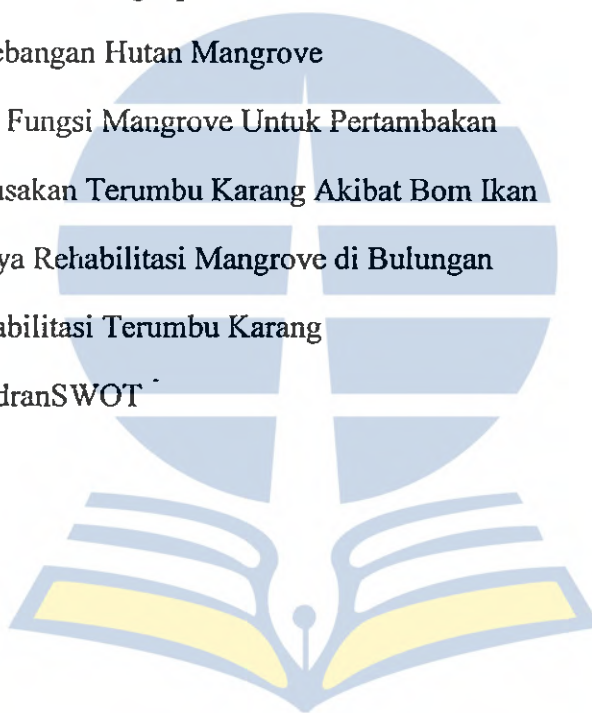 ebangan Hutan Mangrove
Fungsi Mangrove Untuk Pertambakan
usakan Terumbu Karang Akibat Bom Ikan
ya Rehabilitasi Mangrove di Bulungan
abilitasi Terumbu Karang
dranSWOT